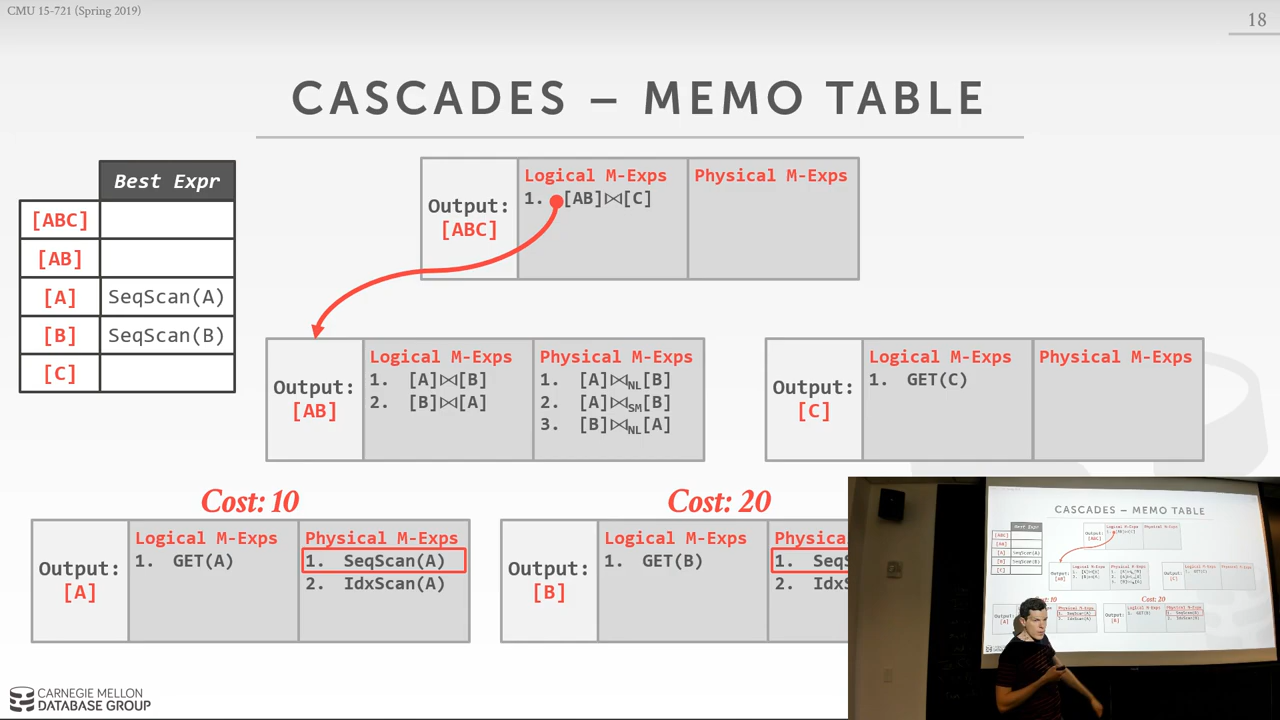 CMU 15-721 (Spring 2019)
18
CASCADES – MEMO TABLE
Best Expr
[ABC]
[AB]
[A] SeqScan(A)
[B] SeqScan(B)
[C]
Output:
[ABC]
Logical M-Exps
1. [AB]⋈[C]
Physical M-Exps
Output:
[AB]
Logical M-Exps
1. [A]⋈[B]
2. [B]⋈[A]
Physical M-Exps
1. [A]⋈NL[B]
2. [A]⋈SM[B]
3. [B]⋈NL[A]
Output:
[C]
Logical M-Exps
1. GET(C)
Physical M-Exps
Cost: 10
Output:
[A]
Logical M-Exps
1. GET(A)
Physical M-Exps
1. SeqScan(A)
2. IdxScan(A)
Cost: 20
Output:
[B]
Logical M-Exps
1. GET(B)
Physica
1. Seq
2. Idx
CARNEGIE MELLON
DATABASE GROUP
CASCADES – MEMO TABLE